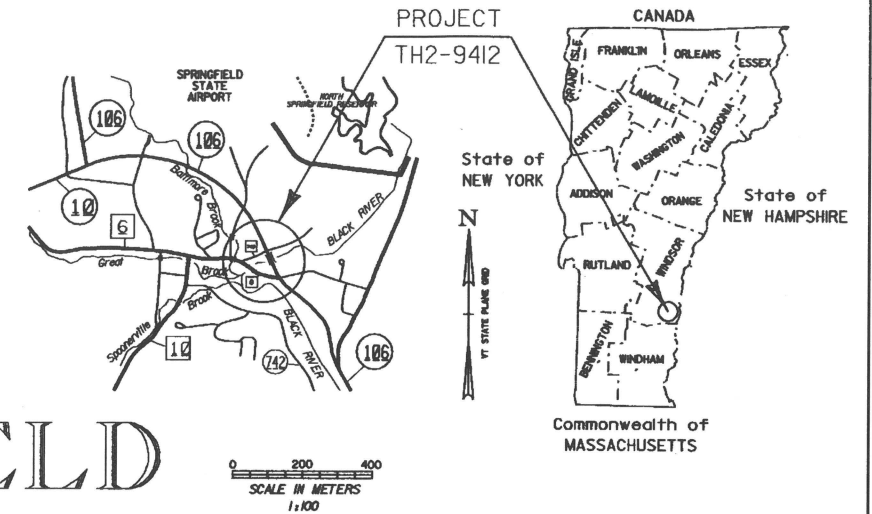 PROJECT
TH2-9412
CANADA
SPRINGFIELD
STATE
AIRPORT
NORTH
SPRINGFIELD RESERVOIR
106
106
10
6
Baltimore
Brook
BLACK RIVER
Great
Brook
Brook
Spoonerville
10
BLACK RIVER
742
106
N
VT STATE PLANE GRID
State of
NEW YORK
State of
NEW HAMPSHIRE
GRAND ISLE
FRANKLIN
ORLEANS
ESSEX
LAMOILLE
CHITTENDEN
CALEDONIA
WASHINGTON
ADDISON
ORANGE
RUTLAND
WINDSOR
BENNINGTON
WINDHAM
Commonwealth of
MASSACHUSETTS
ELD
0 200 400
SCALE IN METERS
1:100